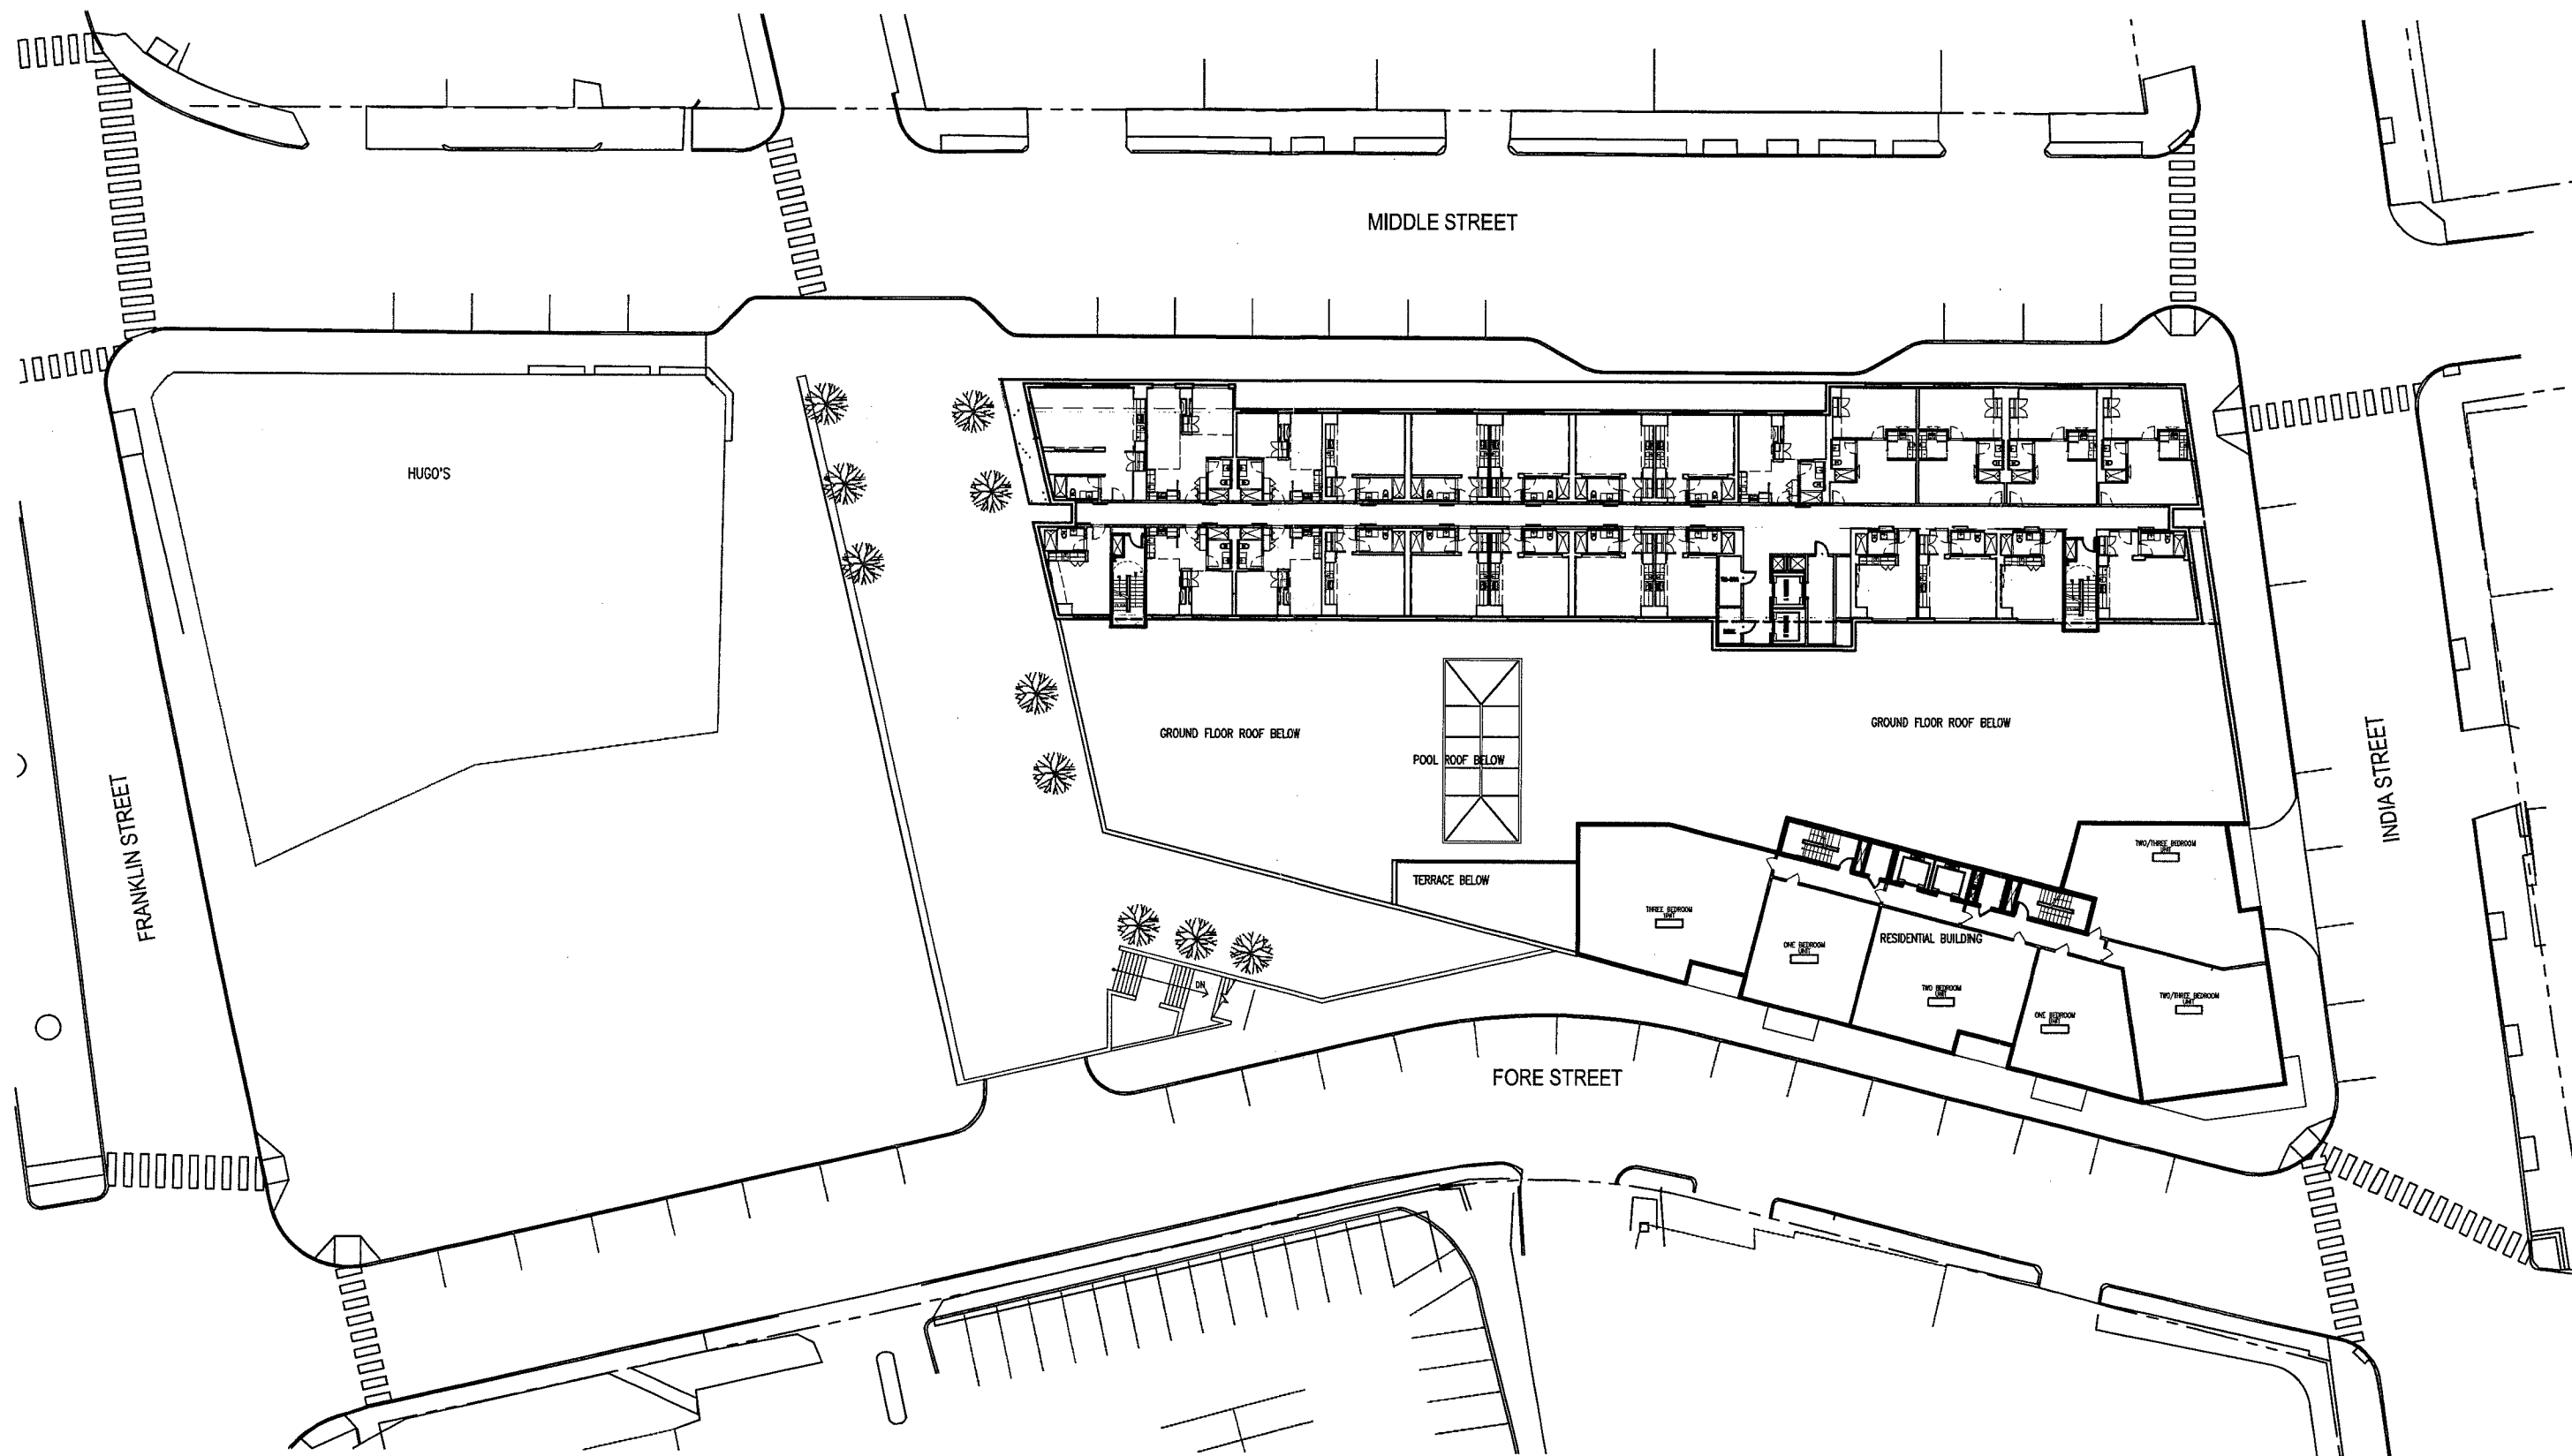 MIDDLE STREET
HUGO'S
GROUND FLOOR ROOF BELOW
GROUND FLOOR ROOF BELOW
POOL ROOF BELOW
FRANKLIN STREET
INDIA STREET
TERRACE BELOW
TWO/THREE BEDROOM
UNIT
THREE BEDROOM
UNIT
ONE BEDROOM
UNIT
RESIDENTIAL BUILDING
TWO BEDROOM
UNIT
TWO/THREE BEDROOM
UNIT
ONE BEDROOM
UNIT
DN
FORE STREET